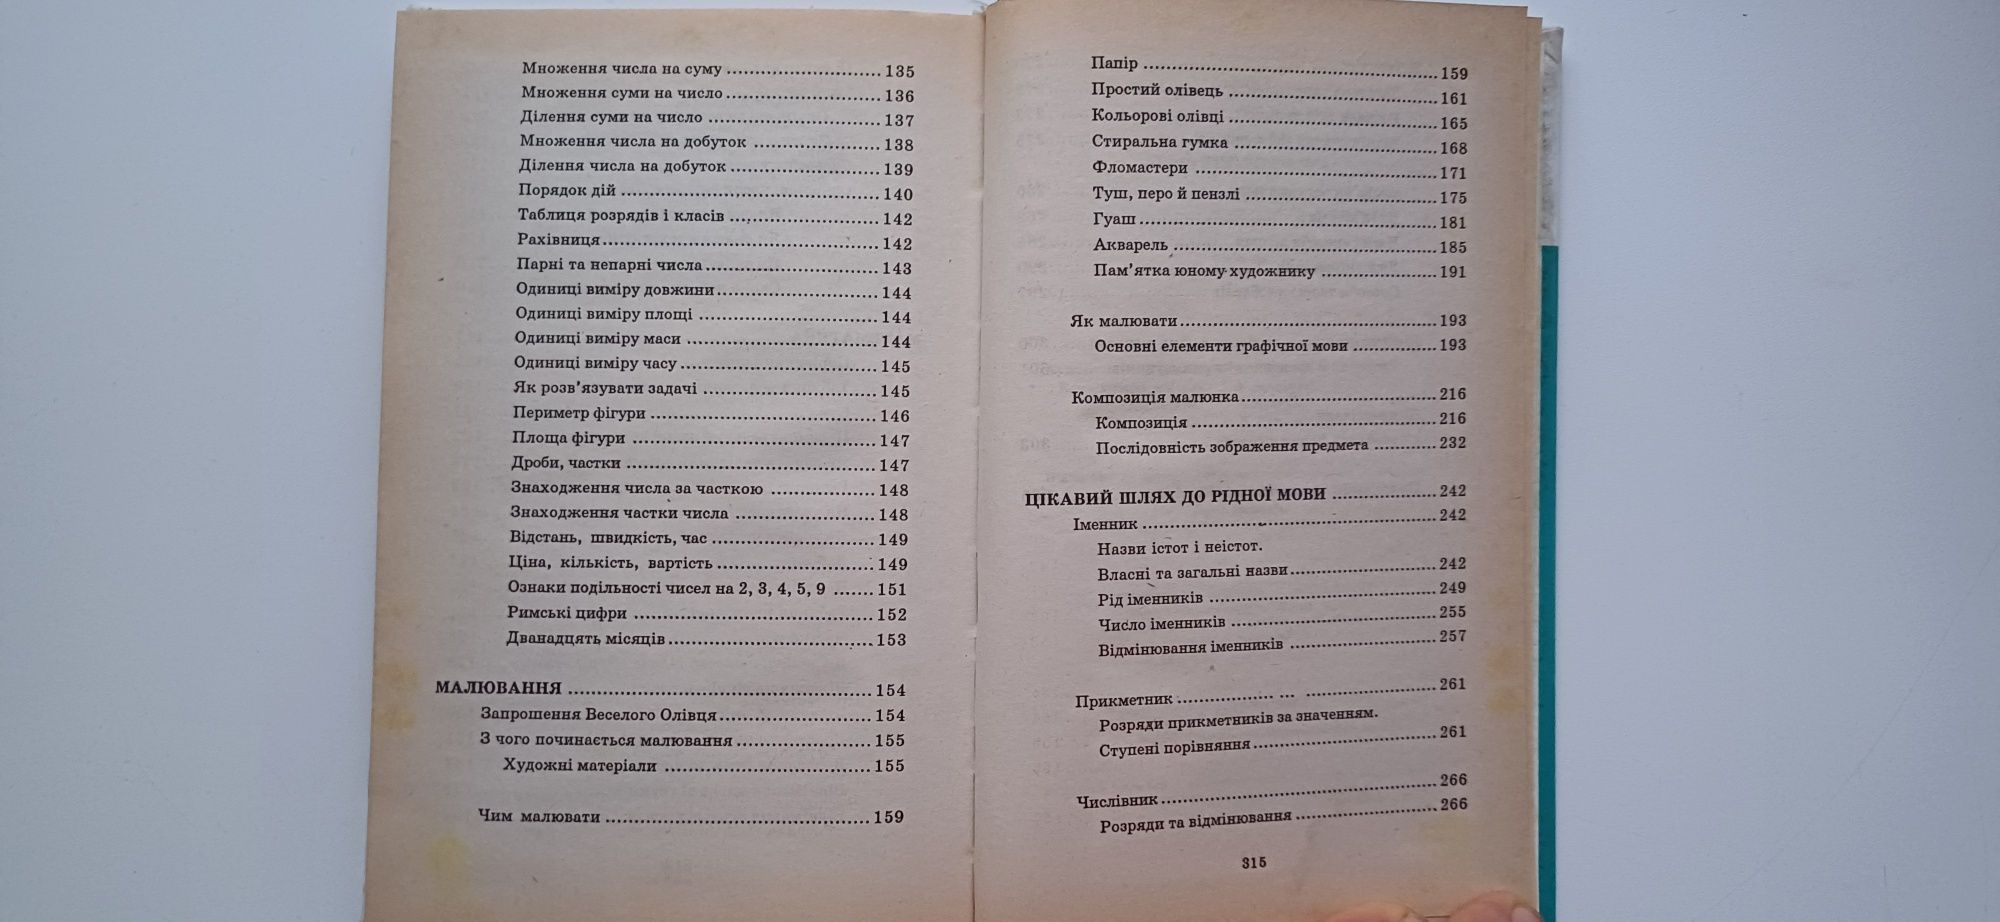 Множення числа на суму ........................... 135
Множення суми на число ........................... 136
Ділення суми на число ........................... 137
Множення числа на добуток ........................... 138
Ділення числа на добуток ........................... 139
Порядок дій ........................... 140
Таблиця розрядів і класів ........................... 142
Рахівниця ........................... 142
Парні та непарні числа ........................... 143
Одиниці виміру довжини ........................... 144
Одиниці виміру площі ........................... 144
Одиниці виміру маси ........................... 144
Одиниці виміру часу ........................... 145
Як розв'язувати задачі ........................... 145
Периметр фігури ........................... 146
Площа фігури ........................... 147
Дроби, частки ........................... 147
Знаходження числа за часткою ........................... 148
Знаходження частки числа ........................... 148
Відстань, швидкість, час ........................... 149
Ціна, кількість, вартість ........................... 149
Ознаки подільності чисел на 2, 3, 4, 5, 9 ....... 151
Римські цифри ........................... 152
Дванадцять місяців ........................... 153
МАЛЮВАННЯ ........................... 154
Запрошення Веселого Олівця ........................... 154
З чого починається малювання ........................... 155
Художні матеріали ........................... 155
Чим малювати ........................... 159
Папір ........................... 159
Простий олівець ........................... 161
Кольорові олівці ........................... 165
Стиральна гумка ........................... 168
Фломастери ........................... 171
Туш, перо й пензлі ........................... 175
Гуаш ........................... 181
Акварель ........................... 185
Пам'ятка юному художнику ........................... 191
Як малювати ........................... 193
Основні елементи графічної мови ........................... 193
Композиція малюнка ........................... 216
Композиція ........................... 216
Послідовність зображення предмета ........... 232
ЦІКАВИЙ ШЛЯХ ДО РІДНОЇ МОВИ ........................... 242
Іменник ........................... 242
Назви істот і неістот.
Власні та загальні назви ........................... 242
Рід іменників ........................... 249
Число іменників ........................... 255
Відмінювання іменників ........................... 257
Прикметник ........................... 261
Розряди прикметників за значенням.
Ступені порівняння ........................... 261
Числівник ........................... 266
Розряди та відмінювання ........................... 266
315